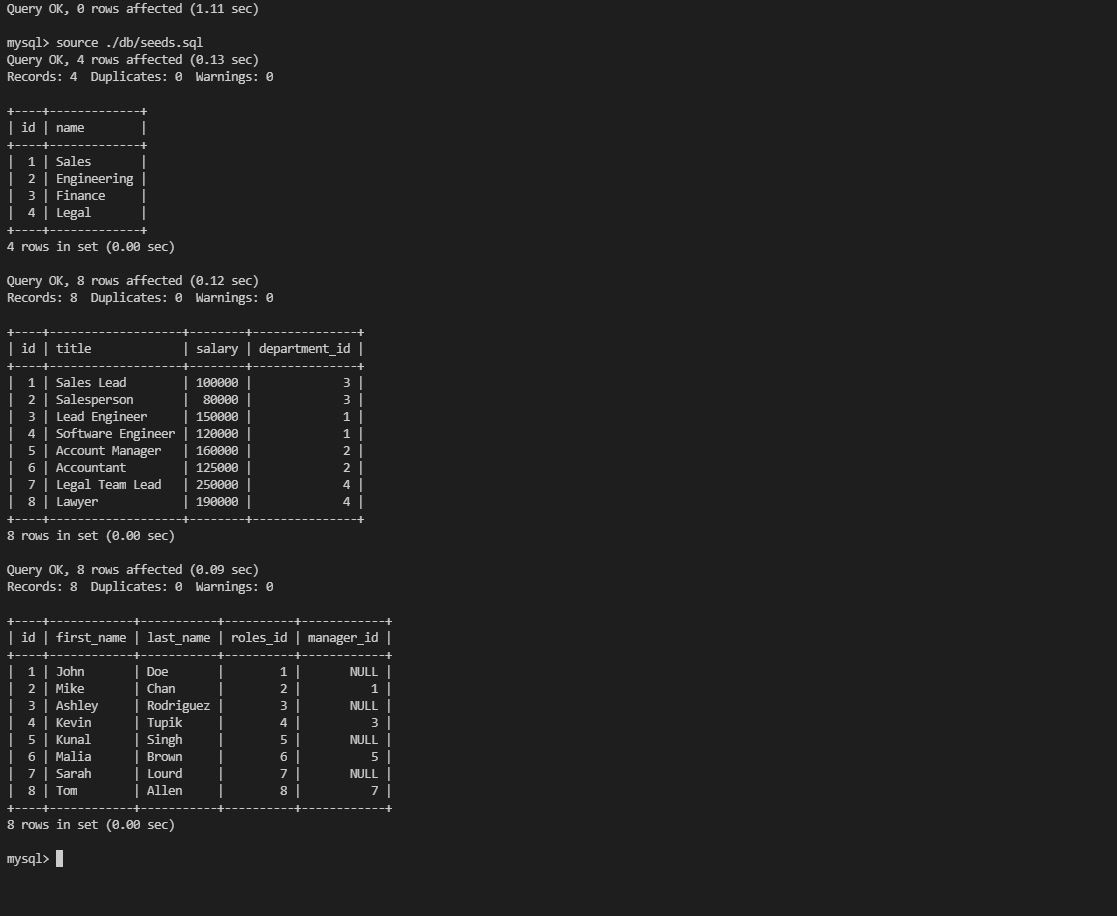 Query OK, 0 rows affected (1.11 sec)

mysql> source ./db/seeds.sql
Query OK, 4 rows affected (0.13 sec)
Records: 4  Duplicates: 0  Warnings: 0

+----+-------------+
| id | name        |
+----+-------------+
|  1 | Sales       |
|  2 | Engineering |
|  3 | Finance     |
|  4 | Legal       |
+----+-------------+
4 rows in set (0.00 sec)

Query OK, 8 rows affected (0.12 sec)
Records: 8  Duplicates: 0  Warnings: 0

+----+-------------------+--------+---------------+
| id | title             | salary | department_id |
+----+-------------------+--------+---------------+
|  1 | Sales Lead        | 100000 |             3 |
|  2 | Salesperson       |  80000 |             3 |
|  3 | Lead Engineer     | 150000 |             1 |
|  4 | Software Engineer | 120000 |             1 |
|  5 | Account Manager   | 160000 |             2 |
|  6 | Accountant        | 125000 |             2 |
|  7 | Legal Team Lead   | 250000 |             4 |
|  8 | Lawyer            | 190000 |             4 |
+----+-------------------+--------+---------------+
8 rows in set (0.00 sec)

Query OK, 8 rows affected (0.09 sec)
Records: 8  Duplicates: 0  Warnings: 0

+----+------------+-----------+----------+------------+
| id | first_name | last_name | roles_id | manager_id |
+----+------------+-----------+----------+------------+
|  1 | John       | Doe       |        1 |       NULL |
|  2 | Mike       | Chan      |        2 |          1 |
|  3 | Ashley     | Rodriguez |        3 |       NULL |
|  4 | Kevin      | Tupik     |        4 |          3 |
|  5 | Kunal      | Singh     |        5 |       NULL |
|  6 | Malia      | Brown     |        6 |          5 |
|  7 | Sarah      | Lourd     |        7 |       NULL |
|  8 | Tom        | Allen     |        8 |          7 |
+----+------------+-----------+----------+------------+
8 rows in set (0.00 sec)

mysql>